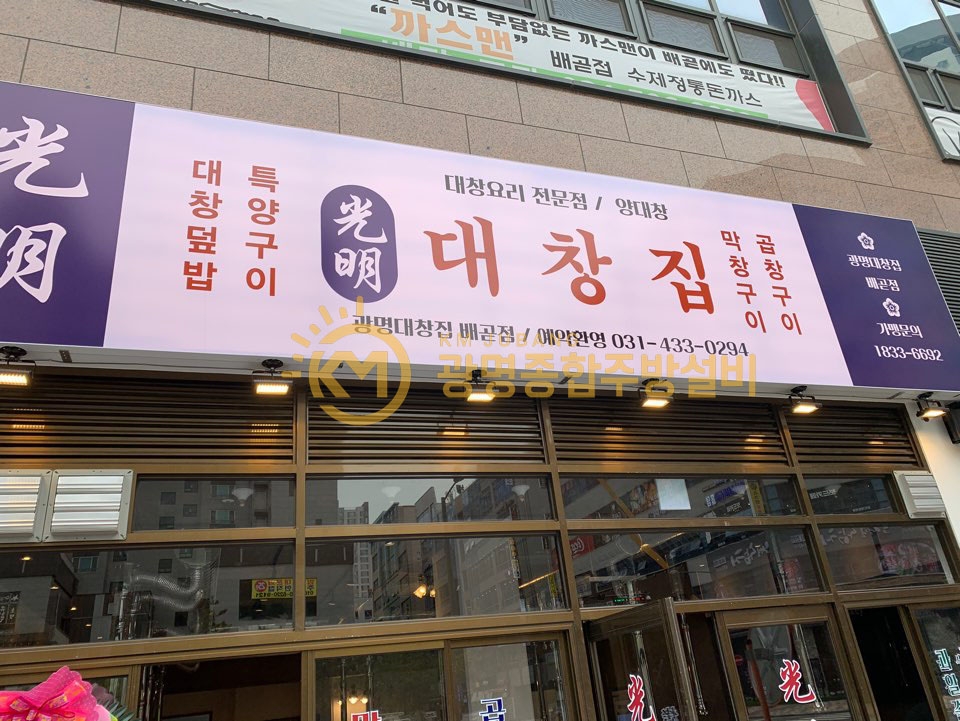 먹어도 부담없는 까스맨이 배곧에도 떴다!!
"까스맨" 배곧점 수제정통돈까스
光明
대창덮밥
특양구이
光明
대창요리 전문점 / 양대창
대창집
막창구이
곱창구이
광명대창집 배곧점 / 예약환영 031-433-0294
광명대창집
배곧점
가맹문의
1833-6692
KM
광명종합주방설비
光
光
막
곱